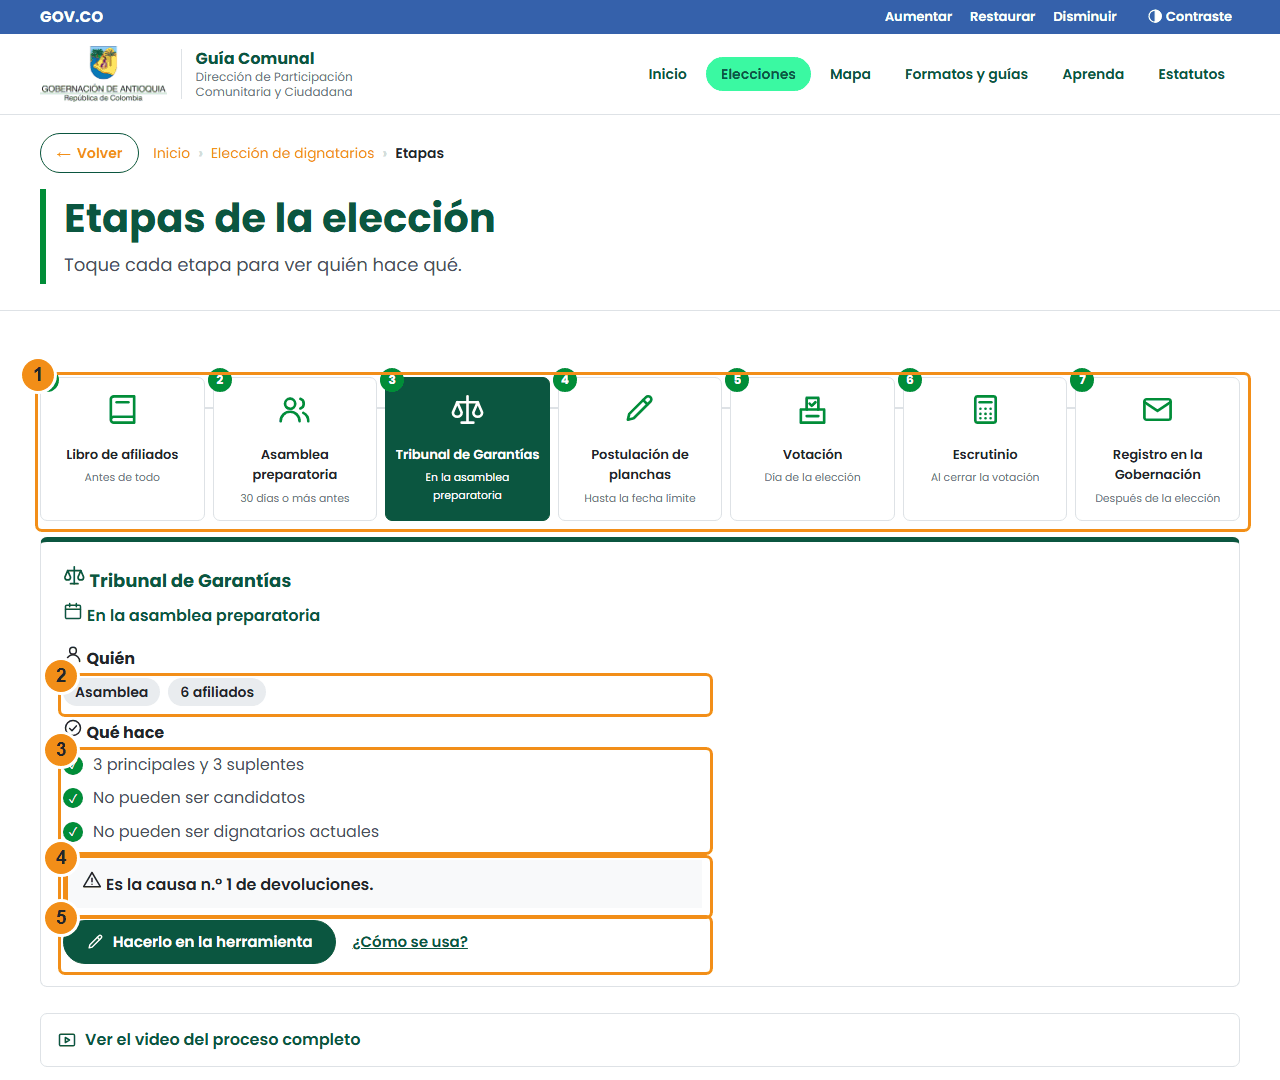 GOV.CO
Aumentar Restaurar Disminuir Contraste
GOBERNACIÓN DE ANTIOQUIA
República de Colombia
Guía Comunal
Dirección de Participación
Comunitaria y Ciudadana
Inicio Elecciones Mapa Formatos y guías Aprenda Estatutos
← Volver Inicio › Elección de dignatarios › Etapas
Etapas de la elección
Toque cada etapa para ver quién hace qué.
1
2
3
4
5
6
7
Libro de afiliados
Antes de todo
Asamblea
preparatoria
30 días o más antes
Tribunal de Garantías
En la asamblea
preparatoria
Postulación de
planchas
Hasta la fecha límite
Votación
Día de la elección
Escrutinio
Al cerrar la votación
Registro en la
Gobernación
Después de la elección
Tribunal de Garantías
En la asamblea preparatoria
Quién
2
Asamblea 6 afiliados
Qué hace
3
3 principales y 3 suplentes
No pueden ser candidatos
No pueden ser dignatarios actuales
4
Es la causa n.º 1 de devoluciones.
5
Hacerlo en la herramienta ¿Cómo se usa?
Ver el video del proceso completo